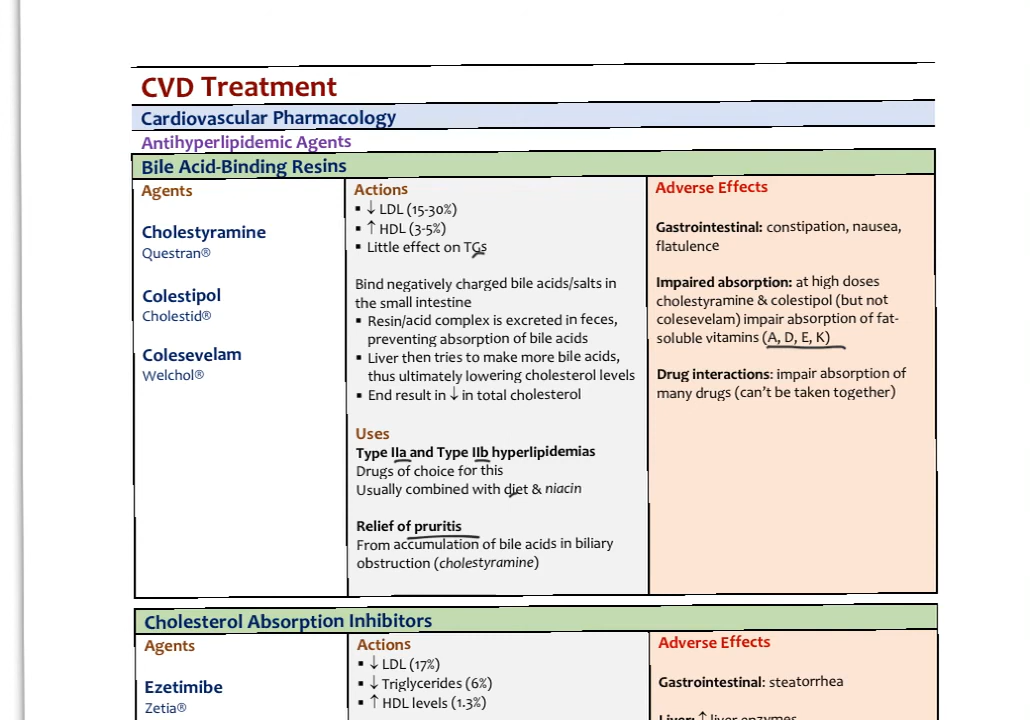 CVD Treatment
Cardiovascular Pharmacology
Antihyperlipidemic Agents
Bile Acid-Binding Resins
Agents
Cholestyramine
Questran®
Colestipol
Cholestid®
Colesevelam
Welchol®
Actions
▪ ↓ LDL (15-30%)
▪ ↑ HDL (3-5%)
▪ Little effect on TGs
Bind negatively charged bile acids/salts in
the small intestine
▪ Resin/acid complex is excreted in feces,
preventing absorption of bile acids
▪ Liver then tries to make more bile acids,
thus ultimately lowering cholesterol levels
▪ End result in ↓ in total cholesterol
Uses
Type IIa and Type IIb hyperlipidemias
Drugs of choice for this
Usually combined with diet & niacin
Relief of pruritis
From accumulation of bile acids in biliary
obstruction (cholestyramine)
Adverse Effects
Gastrointestinal: constipation, nausea,
flatulence
Impaired absorption: at high doses
cholestyramine & colestipol (but not
colesevelam) impair absorption of fat-
soluble vitamins (A, D, E, K)
Drug interactions: impair absorption of
many drugs (can't be taken together)
Cholesterol Absorption Inhibitors
Agents
Ezetimibe
Zetia®
Actions
▪ ↓ LDL (17%)
▪ ↓ Triglycerides (6%)
▪ ↑ HDL levels (1.3%)
Adverse Effects
Gastrointestinal: steatorrhea
Liver: ↑ liver enzymes